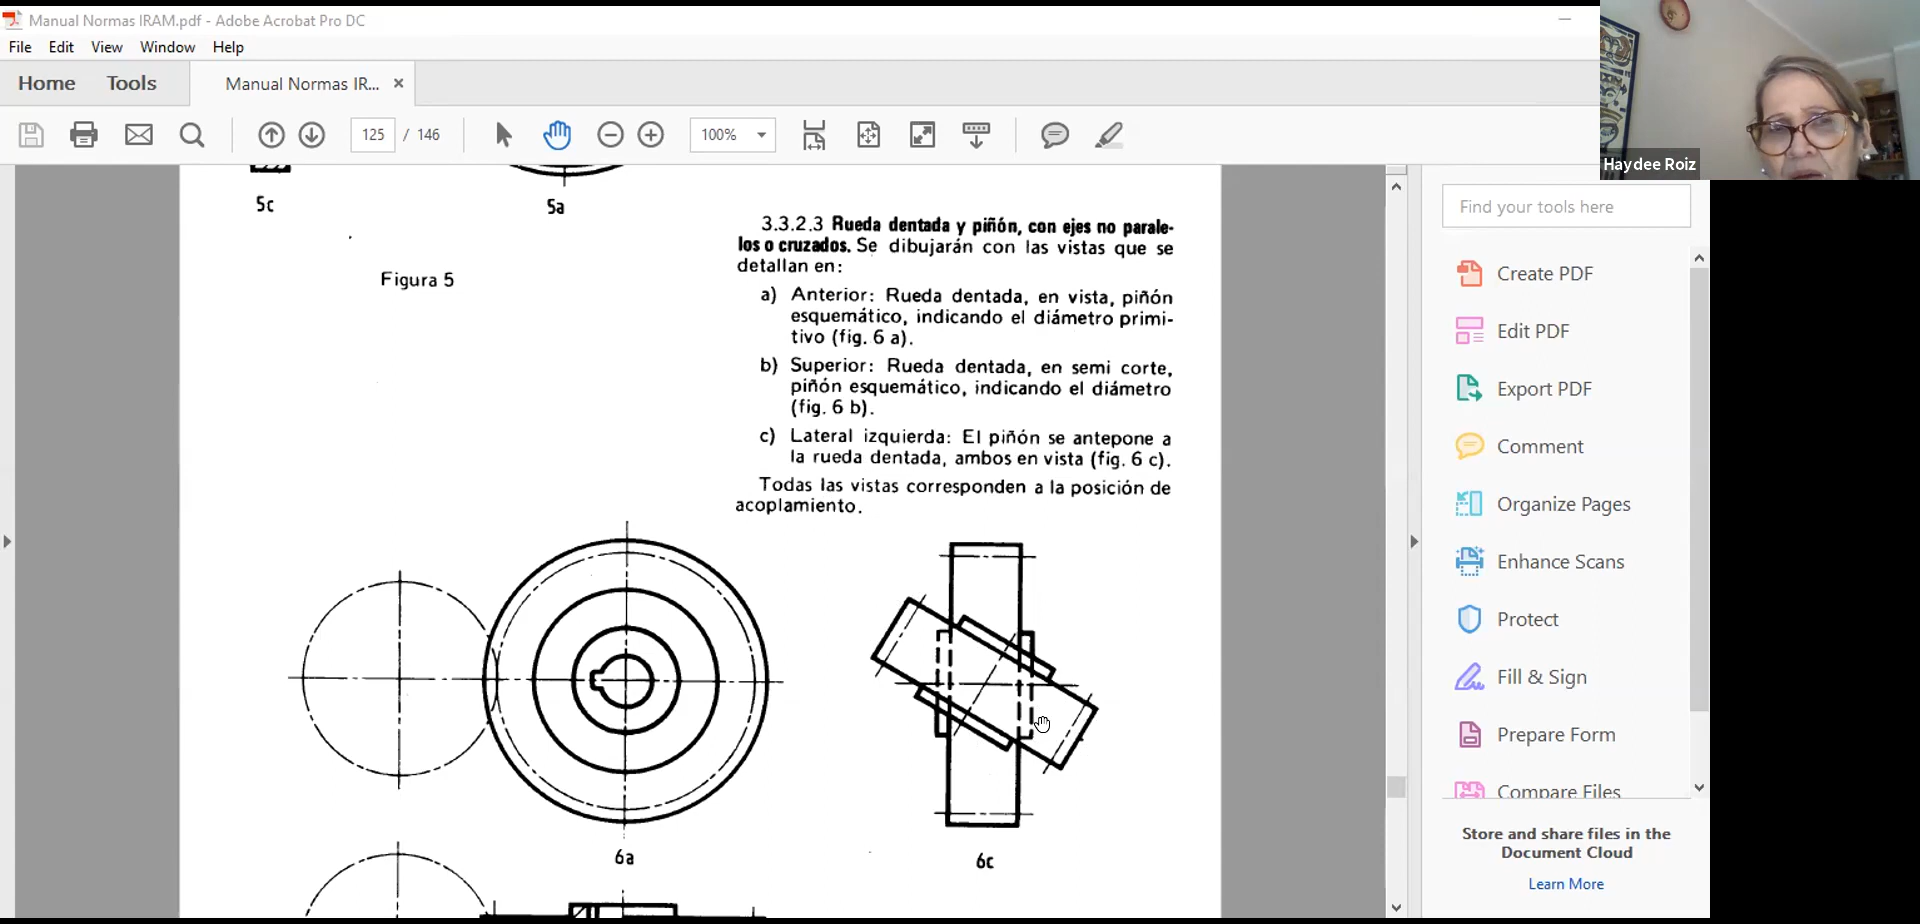 Manual Normas IRAM.pdf - Adobe Acrobat Pro DC
File Edit View Window Help
Home Tools Manual Normas IR... ×
125 / 146 100%
Haydee Roiz
5c 5a
Figura 5
3.3.2.3 Rueda dentada y piñón, con ejes no parale-
los o cruzados. Se dibujarán con las vistas que se
detallan en:
a) Anterior: Rueda dentada, en vista, piñón
esquemático, indicando el diámetro primi-
tivo (fig. 6 a).
b) Superior: Rueda dentada, en semi corte,
piñón esquemático, indicando el diámetro
(fig. 6 b).
c) Lateral izquierda: El piñón se antepone a
la rueda dentada, ambos en vista (fig. 6 c).
Todas las vistas corresponden a la posición de
acoplamiento.
6a 6c
Find your tools here
Create PDF
Edit PDF
Export PDF
Comment
Organize Pages
Enhance Scans
Protect
Fill & Sign
Prepare Form
Compare Files
Store and share files in the
Document Cloud
Learn More